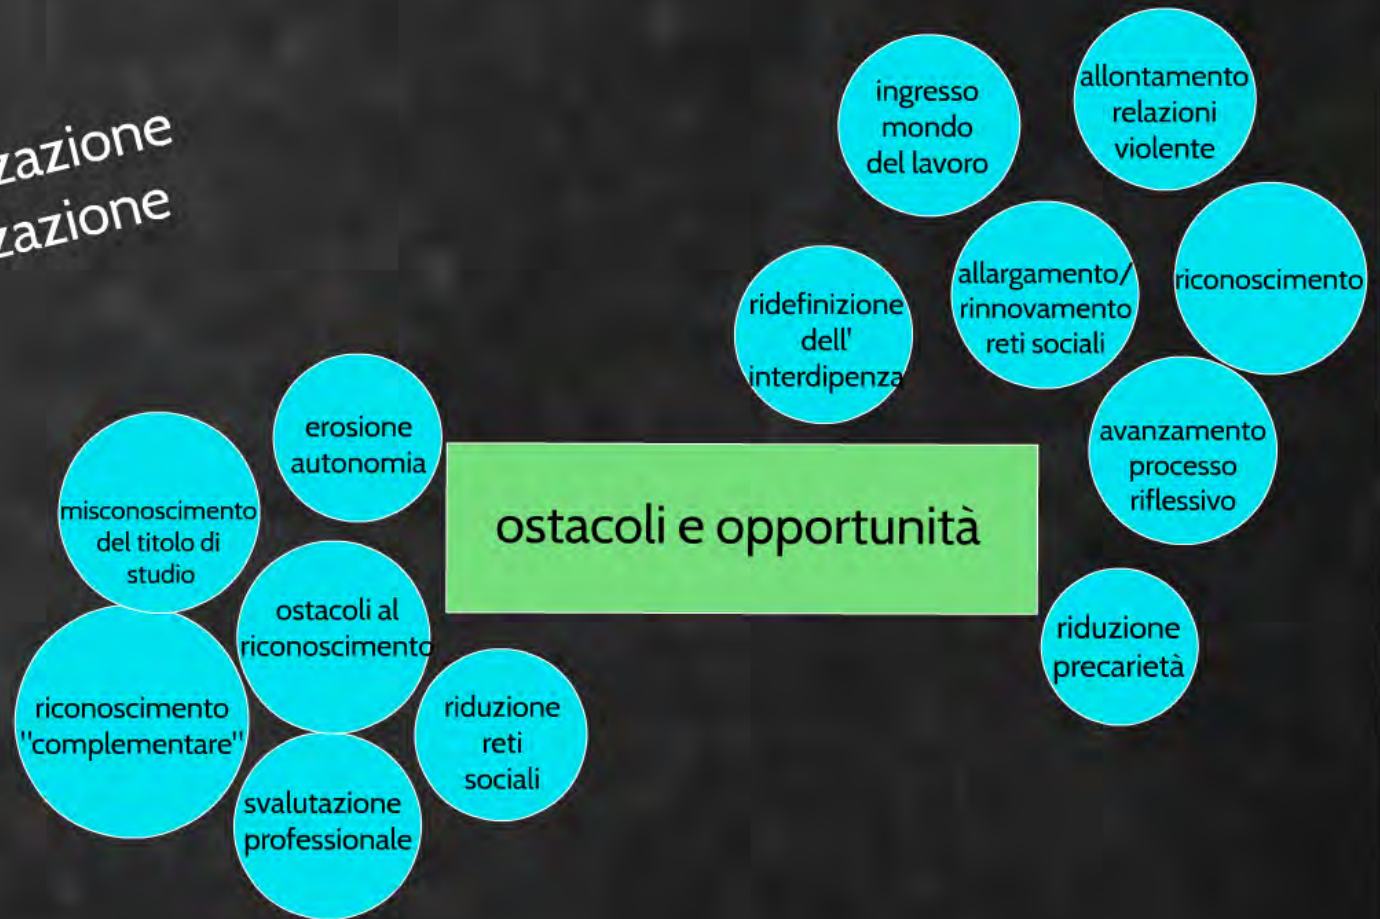 zazione
zazione
ingresso
mondo
del lavoro
allontamento
relazioni
violente
ridefinizione
dell'
interdipenza
allargamento/
rinnovamento
reti sociali
riconoscimento
avanzamento
processo
riflessivo
riduzione
precarietà
ostacoli e opportunità
erosione
autonomia
misconoscimento
del titolo di
studio
ostacoli al
riconoscimento
riconoscimento
"complementare"
svalutazione
professionale
riduzione
reti
sociali